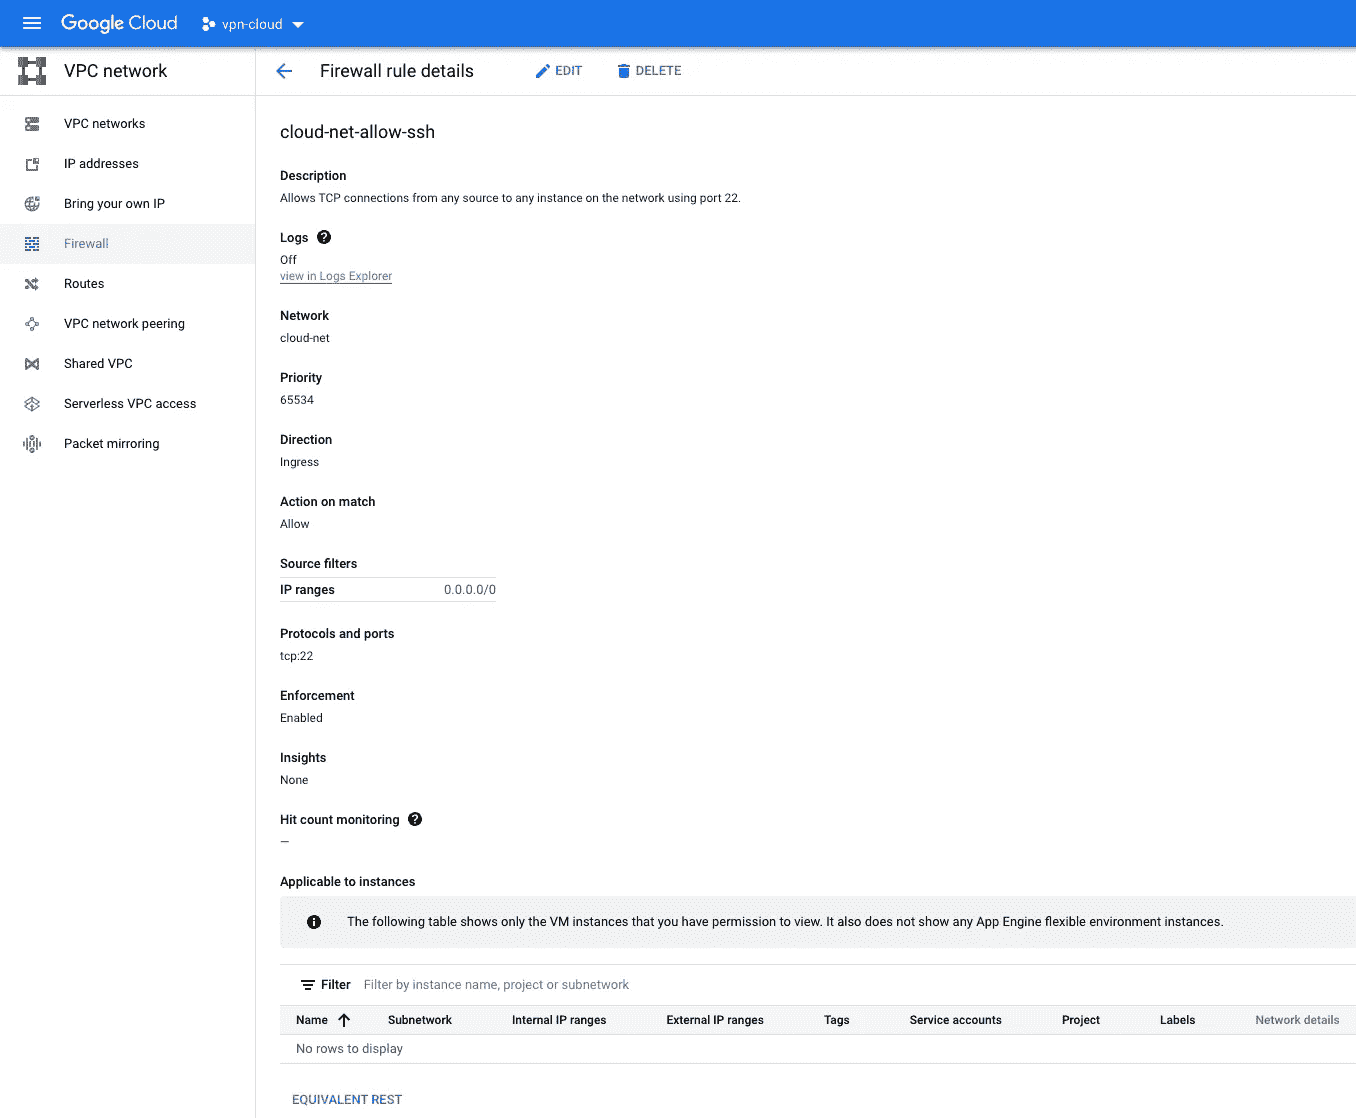 Google Cloud
vpn-cloud
VPC network
Firewall rule details
EDIT
DELETE
VPC networks
IP addresses
Bring your own IP
Firewall
Routes
VPC network peering
Shared VPC
Serverless VPC access
Packet mirroring
cloud-net-allow-ssh
Description
Allows TCP connections from any source to any instance on the network using port 22.
Logs
Off
view in Logs Explorer
Network
cloud-net
Priority
65534
Direction
Ingress
Action on match
Allow
Source filters
IP ranges 0.0.0.0/0
Protocols and ports
tcp:22
Enforcement
Enabled
Insights
None
Hit count monitoring
—
Applicable to instances
The following table shows only the VM instances that you have permission to view. It also does not show any App Engine flexible environment instances.
Filter Filter by instance name, project or subnetwork
Name Subnetwork Internal IP ranges External IP ranges Tags Service accounts Project Labels Network details
No rows to display
EQUIVALENT REST